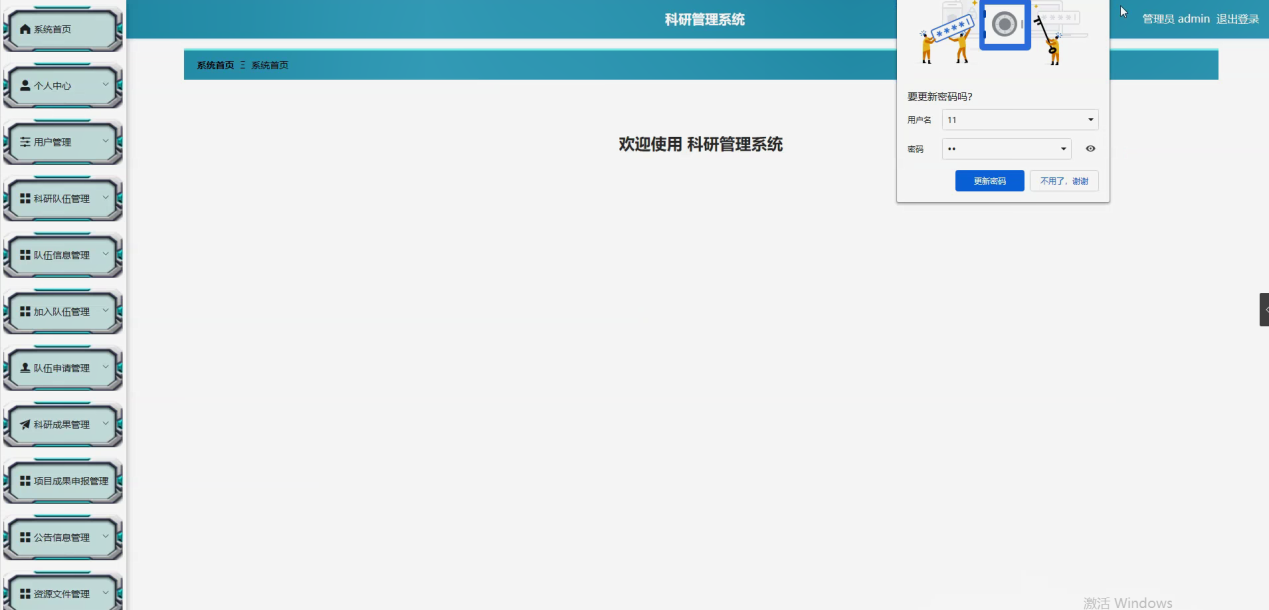 科研管理系统
管理员 admin 退出登录
系统首页
个人中心
用户管理
科研队伍管理
队伍信息管理
加入队伍管理
队伍申请管理
科研成果管理
项目成果申报管理
公告信息管理
资源文件管理
系统首页 Ξ 系统首页
欢迎使用 科研管理系统
****|
要更新密码吗?
用户名 11
密码 ••
更新密码 不用了，谢谢
激活 Windows